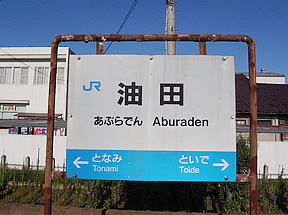 JR 油田
あぶらでん Aburaden
← となみ といで →
Tonami Toide